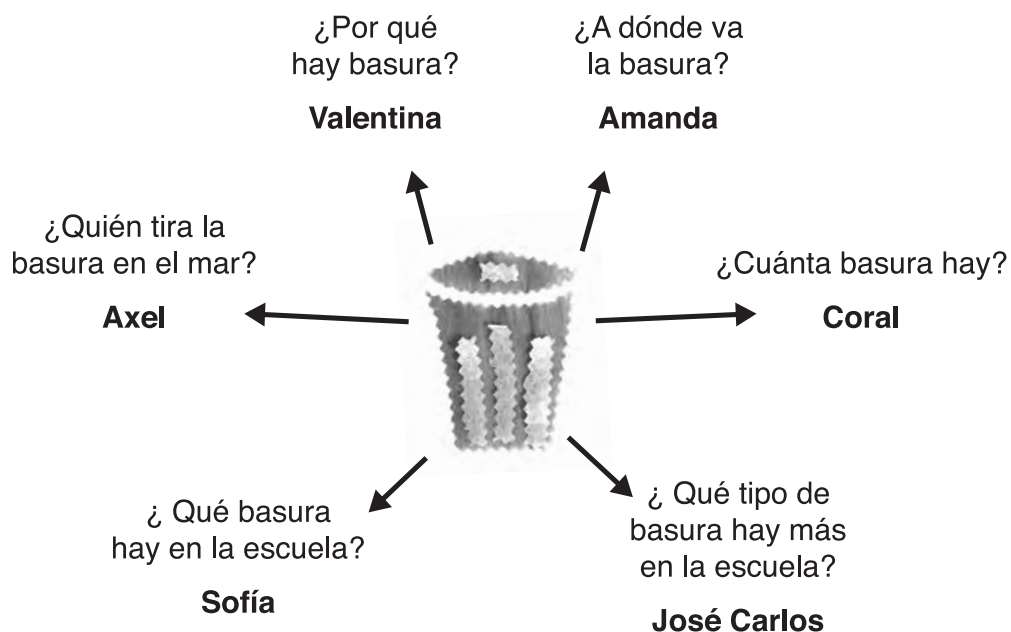 ¿Por qué
hay basura?
Valentina
¿A dónde va
la basura?
Amanda
¿Quién tira la
basura en el mar?
Axel
¿Cuánta basura hay?
Coral
¿ Qué basura
hay en la escuela?
Sofía
¿ Qué tipo de
basura hay más
en la escuela?
José Carlos